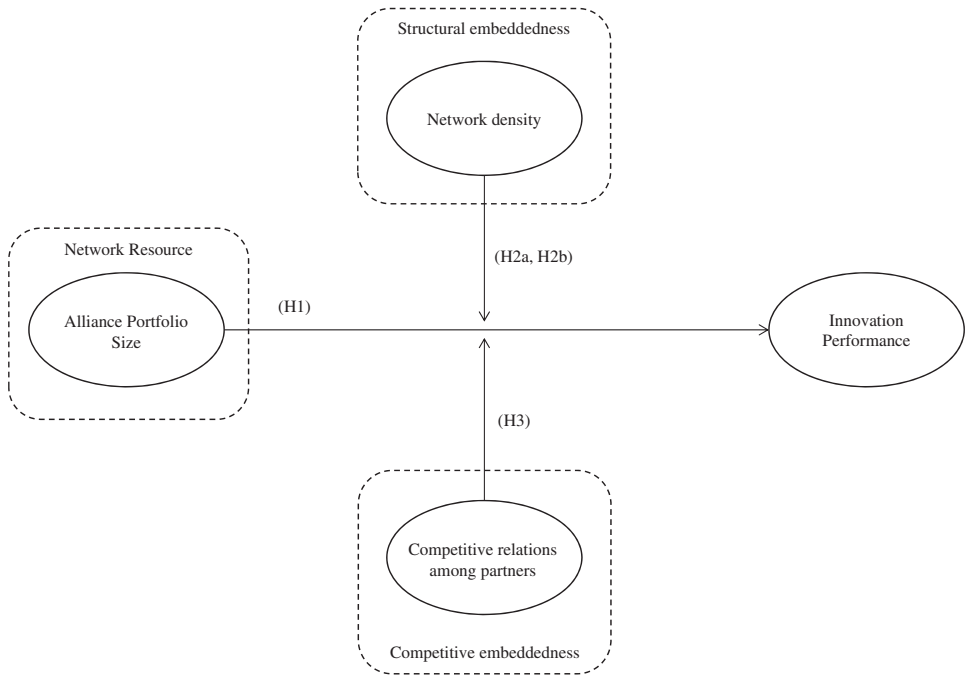 Structural embeddedness
Network density
(H2a, H2b)
Network Resource
Alliance Portfolio
Size
(H1)
Innovation
Performance
(H3)
Competitive relations
among partners
Competitive embeddedness